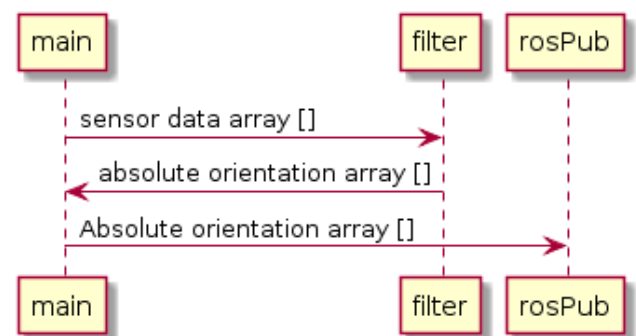 main filter rosPub
sensor data array []
absolute orientation array []
Absolute orientation array []
main filter rosPub